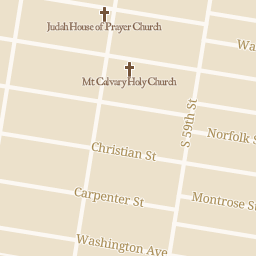 Judah House of Prayer Church
Mt Calvary Holy Church
S 59th St
Norfolk S
Christian St
Carpenter St
Montrose St
Washington Ave